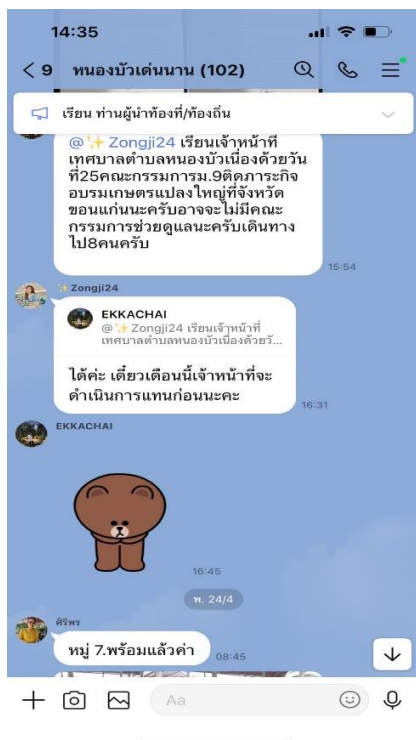 14:35
9 หนองบัวเด่นนาน (102)
เรียน ท่านผู้นำท้องที่/ท้องถิ่น
@✨ Zongji24 เรียนเจ้าหน้าที่
เทศบาลตำบลหนองบัวเนื่องด้วยวัน
ที่25คณะกรรมการม.9ติดภาระกิจ
อบรมเกษตรแปลงใหญ่ที่จังหวัด
ขอนแก่นนะครับอาจจะไม่มีคณะ
กรรมการช่วยดูแลนะครับเดินทาง
ไป8คนครับ
15:54
✨Zongji24
EKKACHAI
@✨ Zongji24 เรียนเจ้าหน้าที่
เทศบาลตำบลหนองบัวเนื่องด้วยวั...
ได้ค่ะ เดี๋ยวเดือนนี้เจ้าหน้าที่จะ
ดำเนินการแทนก่อนนะคะ
16:31
EKKACHAI
16:45
พ. 24/4
ศิริพร
หมู่ 7.พร้อมแล้วค่า
08:45
Aa